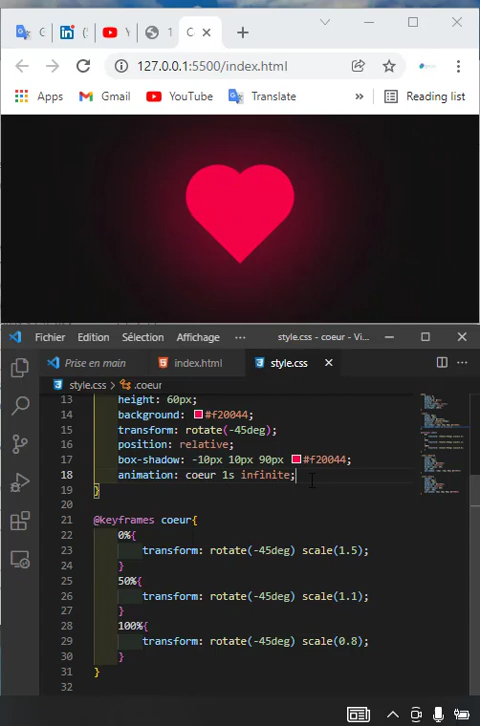 G
(
Y
1
C
127.0.0.1:5500/index.html
Apps
Gmail
YouTube
Translate
»
Reading list
Fichier
Edition
Sélection
Affichage
···
style.css - coeur - Vi...
Prise en main
index.html
style.css
style.css > .coeur
13 height: 60px;
14 background: #f20044;
15 transform: rotate(-45deg);
16 position: relative;
17 box-shadow: -10px 10px 90px #f20044;
18 animation: coeur 1s infinite;
19 }
20
21 @keyframes coeur{
22 0%{
23 transform: rotate(-45deg) scale(1.5);
24 }
25 50%{
26 transform: rotate(-45deg) scale(1.1);
27 }
28 100%{
29 transform: rotate(-45deg) scale(0.8);
30 }
31 }
32